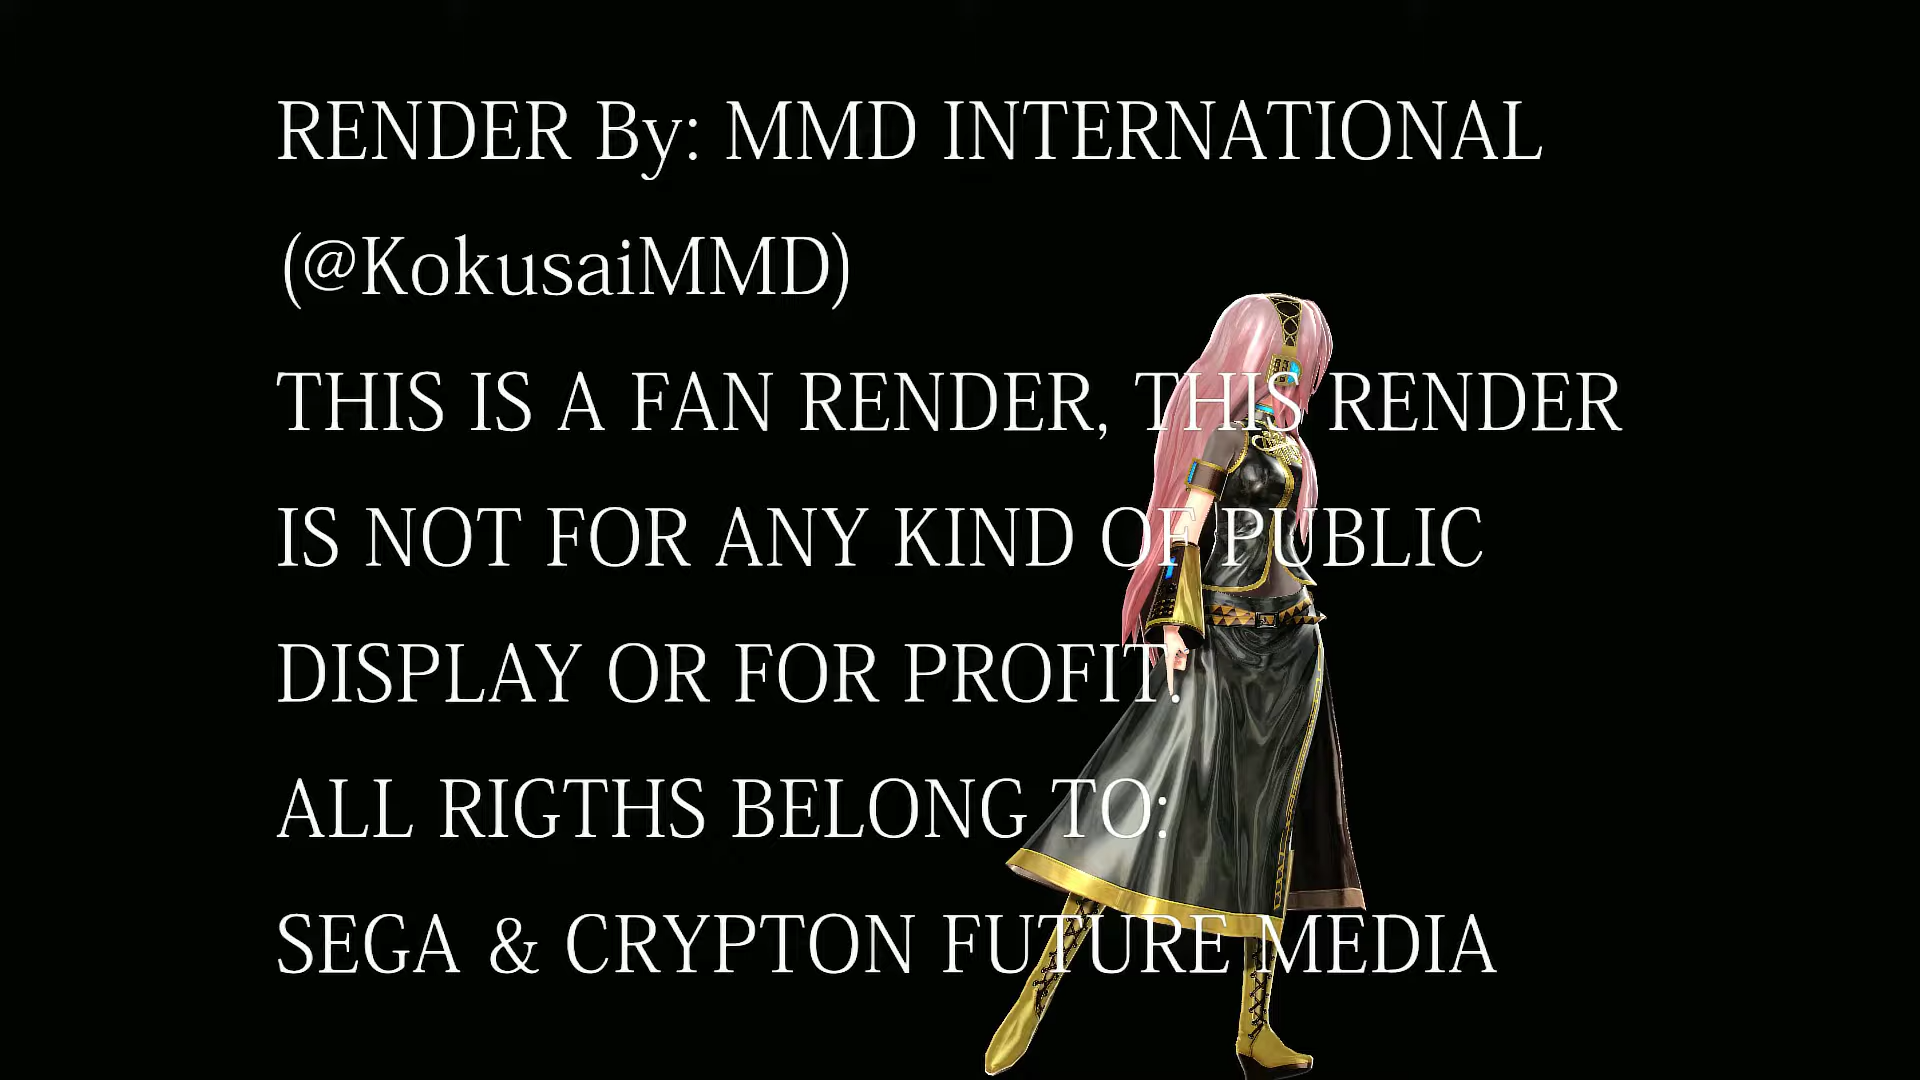 RENDER By: MMD INTERNATIONAL
(@KokusaiMMD)
THIS IS A FAN RENDER, THIS RENDER
IS NOT FOR ANY KIND OF PUBLIC
DISPLAY OR FOR PROFIT.
ALL RIGTHS BELONG TO:
SEGA & CRYPTON FUTURE MEDIA